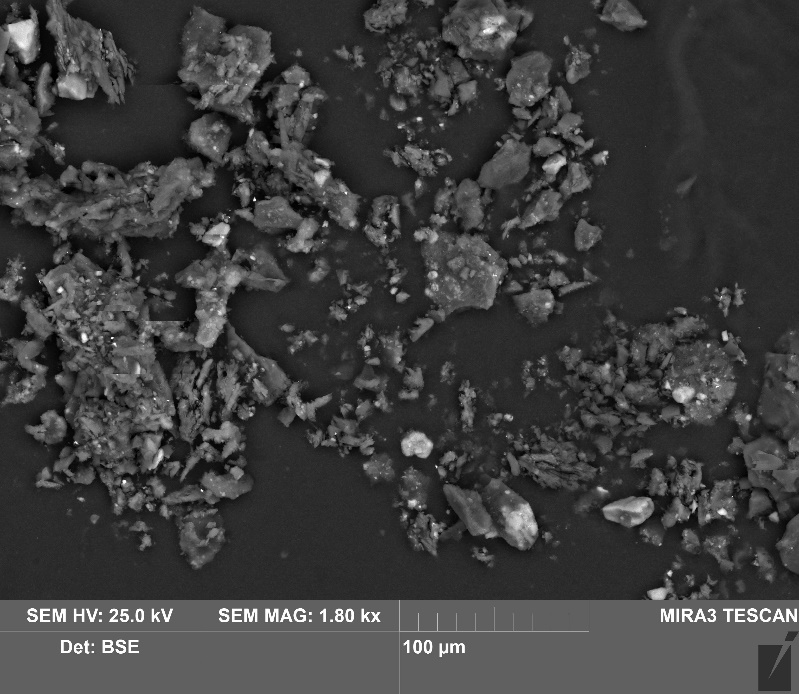 SEM HV: 25.0 kV SEM MAG: 1.80 kx MIRA3 TESCAN
Det: BSE 100 µm